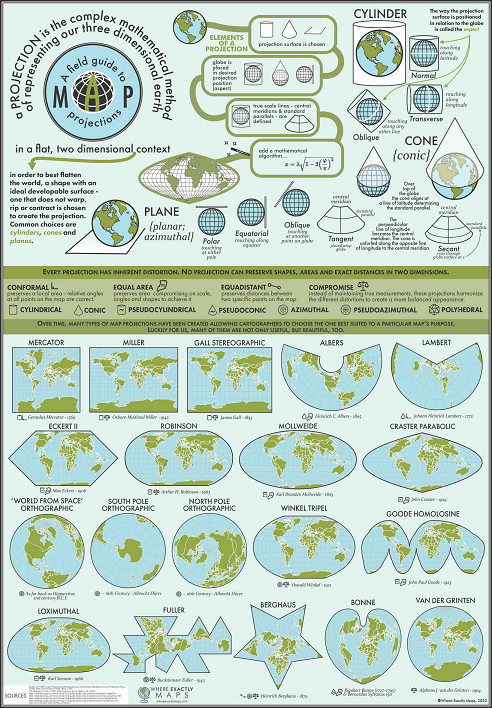 a PROJECTION is the complex mathematical method
of representing our three dimensional earth
A field guide to
MAP
projections
in a flat, two dimensional context
in order to best flatten
the world, a shape with an
ideal developable surface -
one that does not warp,
rip or contract is chosen
to create the projection.
Common choices are
cylinders, cones and
planes.
ELEMENTS
OF A
PROJECTION
projection surface is chosen
globe is
placed in
desired
projection
position
(aspect)
true scale lines - central
meridians & standard
parallels - are
defined
add a mathematical
algorithm...
CYLINDER
The way the projection
surface is positioned
in relation to the globe
is called the aspect
touching
along
latitude
Normal
touching
along
longitude
Transverse
touching
along any
other line
Oblique
CONE
{conic}
Over
top of
the globe
the cone aligns at
a line of latitude determining
the standard parallel.
The
perpendicular
line of longitude
becomes the central
meridian. The cone is
unfurled along the opposite line
of longitude to the central meridian.
central
meridian
standard
parallel
Tangent
placed atop
globe
central
meridian
standard
parallels
Secant
cuts through
globe surface at 2
PLANE
{planar;
azimuthal}
Polar
touching at
either pole
Equatorial
touching along
equator
Oblique
touching at
another point on globe
EVERY PROJECTION HAS INHERENT DISTORTION. NO PROJECTION CAN PRESERVE SHAPES, AREAS AND EXACT DISTANCES IN TWO DIMENSIONS.
CONFORMAL
preserves a local area - relative angles
at all points on the map are correct.
EQUAL AREA
preserves area. Compromising on scale,
angles and shapes to achieve it.
EQUIDISTANT
preserves distances between
two specific points on the map.
COMPROMISE
instead of maintaining true measurements, these projections harmonize
the different distortions to create a more balanced appearance.
CYLINDRICAL
CONICAL
PSEUDOCYLINDRICAL
PSEUDOCONIC
AZIMUTHAL
PSEUDOAZIMUTHAL
POLYHEDRAL
OVER TIME, MANY TYPES OF MAP PROJECTIONS HAVE BEEN CREATED ALLOWING CARTOGRAPHERS TO CHOOSE THE ONE BEST SUITED TO A PARTICULAR MAP'S PURPOSE.
LUCKILY FOR US, MANY OF THEM ARE NOT ONLY USEFUL, BUT BEAUTIFUL, TOO.
MERCATOR
Gerardus Mercator - 1569
MILLER
Osborn Maitland Miller - 1942
GALL STEREOGRAPHIC
James Gall - 1855
ALBERS
Heinrich C. Albers - 1805
LAMBERT
Johann Heinrich Lambert - 1772
ECKERT II
Max Eckert - 1906
ROBINSON
Arthur H. Robinson - 1963
MOLLWEIDE
Karl Brandan Mollweide - 1805
CRASTER PARABOLIC
John Craster - 1929
'WORLD FROM SPACE'
ORTHOGRAPHIC
As far back as Hipparchus
2nd century B.C.E
SOUTH POLE
ORTHOGRAPHIC
~ 16th Century - Albrecht Dürer
NORTH POLE
ORTHOGRAPHIC
~ 16th Century - Albrecht Dürer
WINKEL TRIPEL
Oswald Winkel - 1921
GOODE HOMOLOSINE
John Paul Goode - 1923
LOXIMUTHAL
Karl Siemon - 1966
FULLER
Buckminster Fuller - 1943
BERGHAUS
Heinrich Berghaus - 1879
BONNE
Rigobert Bonne (1727-1795)
& Bernardus Sylvanus 1511
VAN DER GRINTEN
Alphons J. van der Grinten - 1904
SOURCES
WHERE EXACTLY
MAPS
whereexactly.com
©Where Exactly Maps, 2020